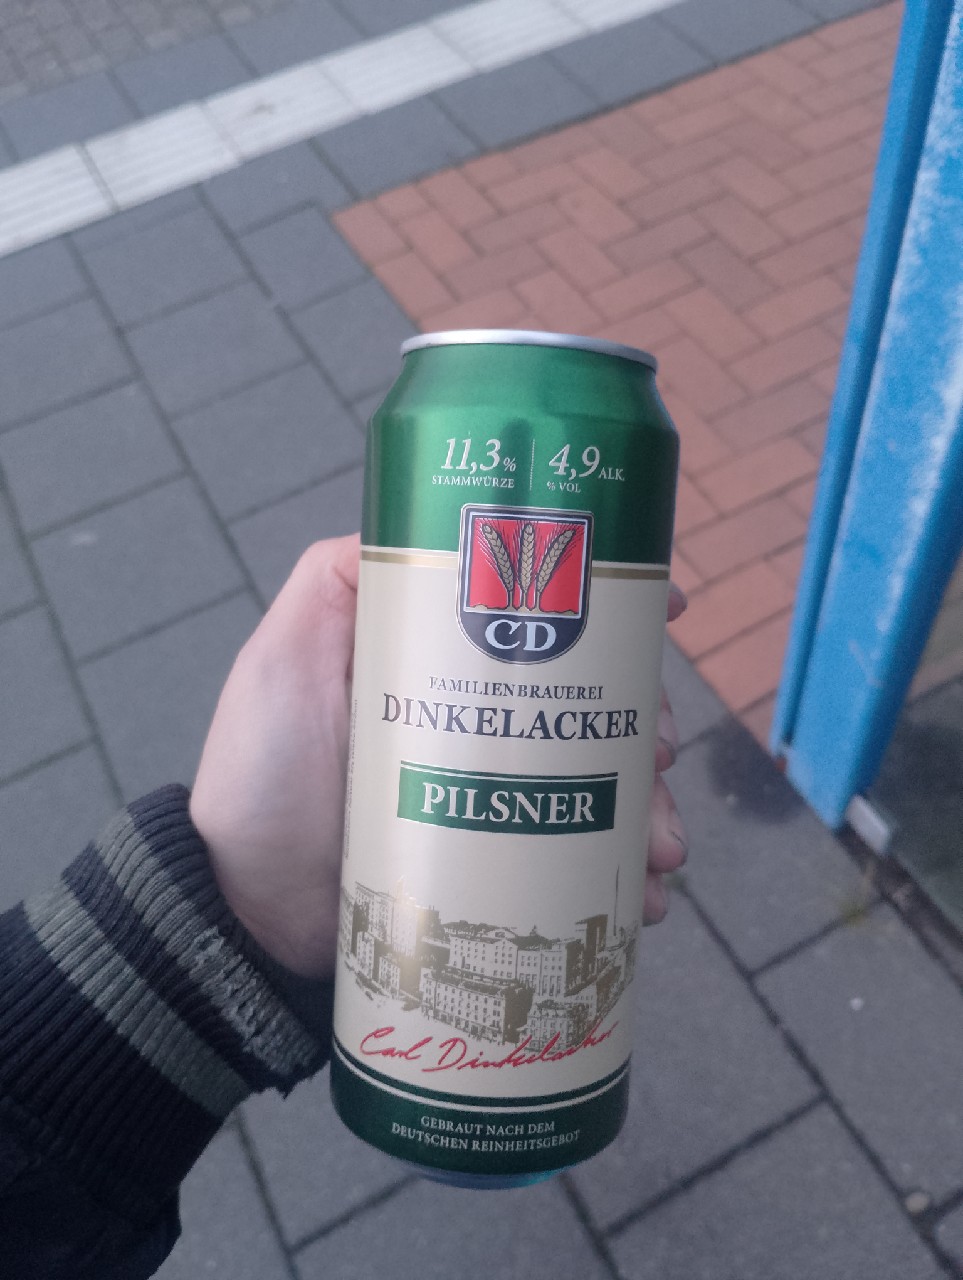 11,3% 4,9 ALK.
STAMMWÜRZE % VOL
CD
FAMILIENBRAUEREI
DINKELACKER
PILSNER
Carl Dinkelacker
GEBRAUT NACH DEM
DEUTSCHEN REINHEITSGEBOT